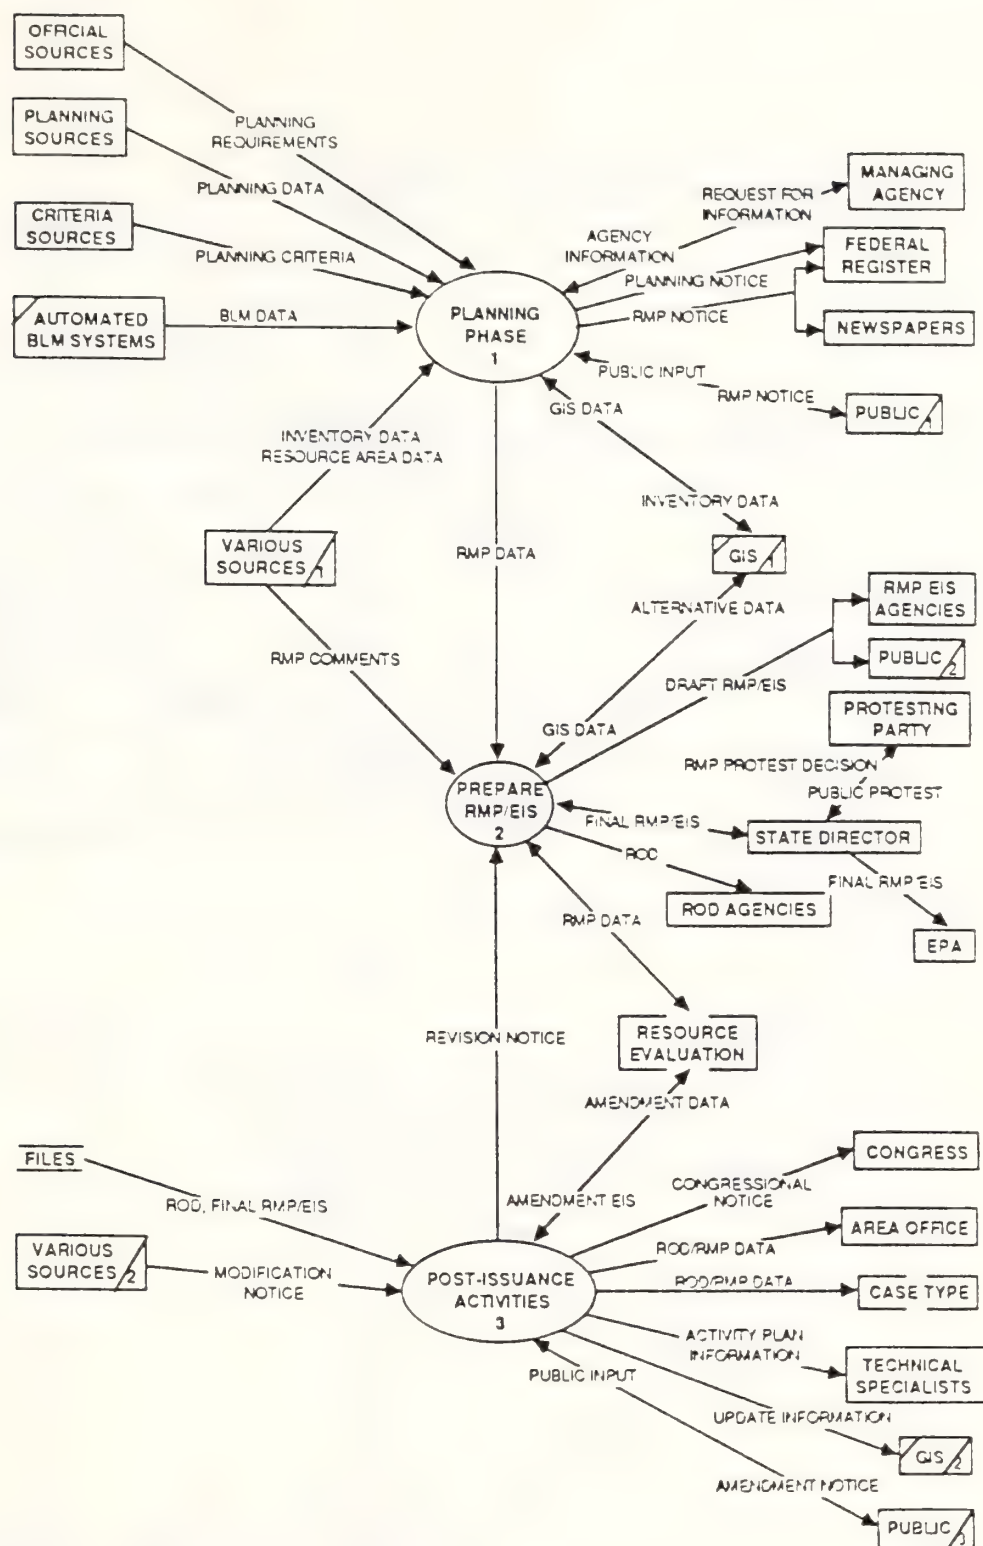 OFFICIAL
SOURCES
PLANNING
SOURCES
PLANNING
REQUIREMENTS
PLANNING DATA
CRITERIA
SOURCES
PLANNING CRITERIA
AUTOMATED
BLM SYSTEMS
BLM DATA
PLANNING
PHASE
1
MANAGING
AGENCY
REQUEST FOR
INFORMATION
AGENCY
INFORMATION
FEDERAL
REGISTER
PLANNING NOTICE
RMP NOTICE
NEWSPAPERS
PUBLIC INPUT
RMP NOTICE
PUBLIC 1
GIS DATA
INVENTORY DATA
RESOURCE AREA DATA
INVENTORY DATA
VARIOUS
SOURCES 1
RMP DATA
GIS 1
ALTERNATIVE DATA
RMP EIS
AGENCIES
PUBLIC 2
RMP COMMENTS
DRAFT RMP/EIS
GIS DATA
PROTESTING
PARTY
RMP PROTEST DECISION
PUBLIC PROTEST
PREPARE
RMP/EIS
2
FINAL RMP/EIS
STATE DIRECTOR
ROD
FINAL RMP/EIS
ROD AGENCIES
EPA
RMP DATA
REVISION NOTICE
RESOURCE
EVALUATION
AMENDMENT DATA
FILES
ROD, FINAL RMP/EIS
AMENDMENT EIS
CONGRESSIONAL
NOTICE
CONGRESS
VARIOUS
SOURCES 2
MODIFICATION
NOTICE
POST-ISSUANCE
ACTIVITIES
3
ROD/RMP DATA
AREA OFFICE
ROD/RMP DATA
CASE TYPE
ACTIVITY PLAN
INFORMATION
TECHNICAL
SPECIALISTS
PUBLIC INPUT
UPDATE INFORMATION
GIS 2
AMENDMENT NOTICE
PUBLIC 3